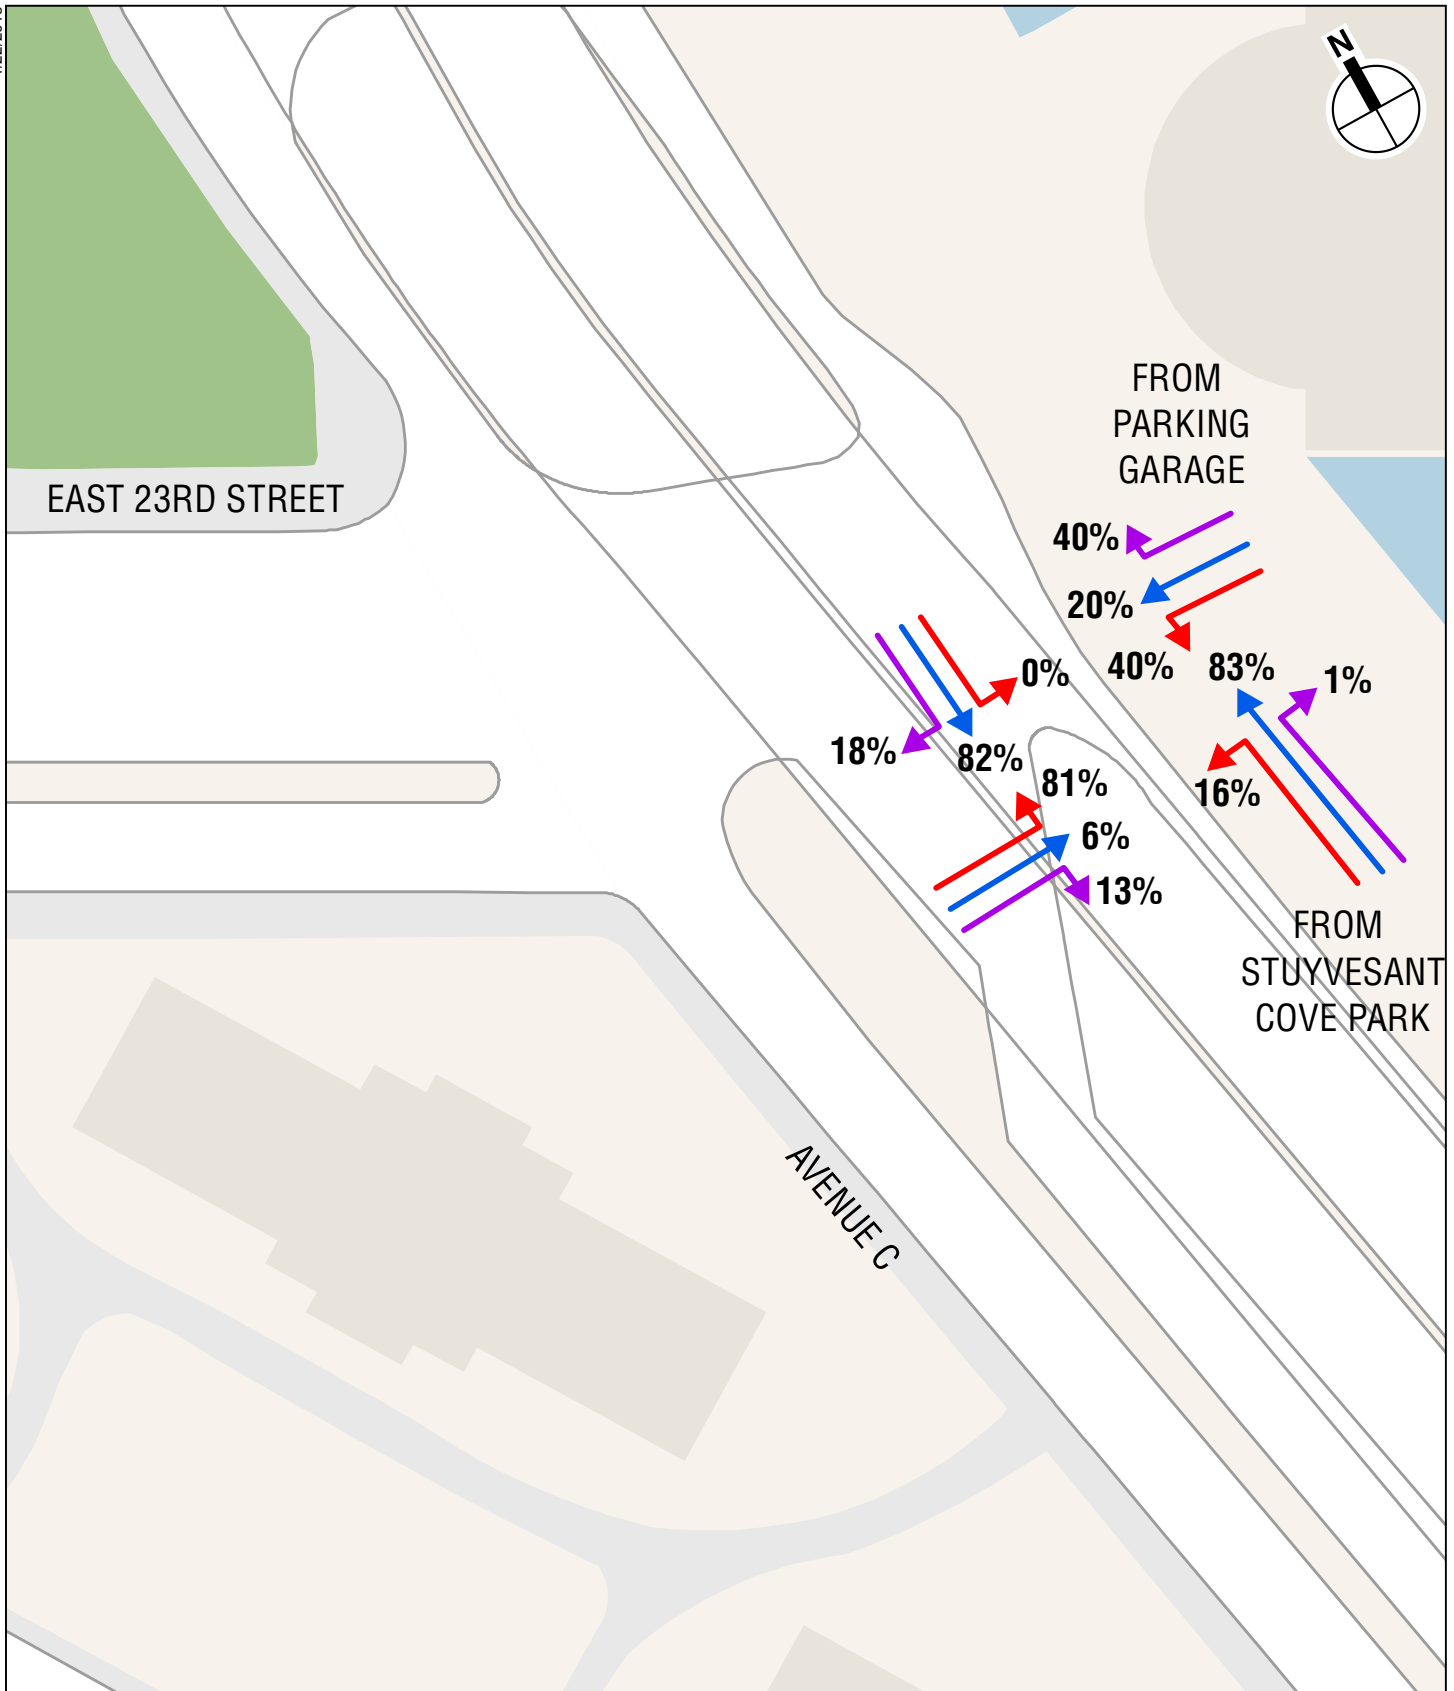 N
FROM
PARKING
GARAGE
EAST 23RD STREET
40%
20%
40%
83%
1%
0%
18%
82%
81%
16%
6%
13%
FROM
STUYVESANT
COVE PARK
AVENUE C